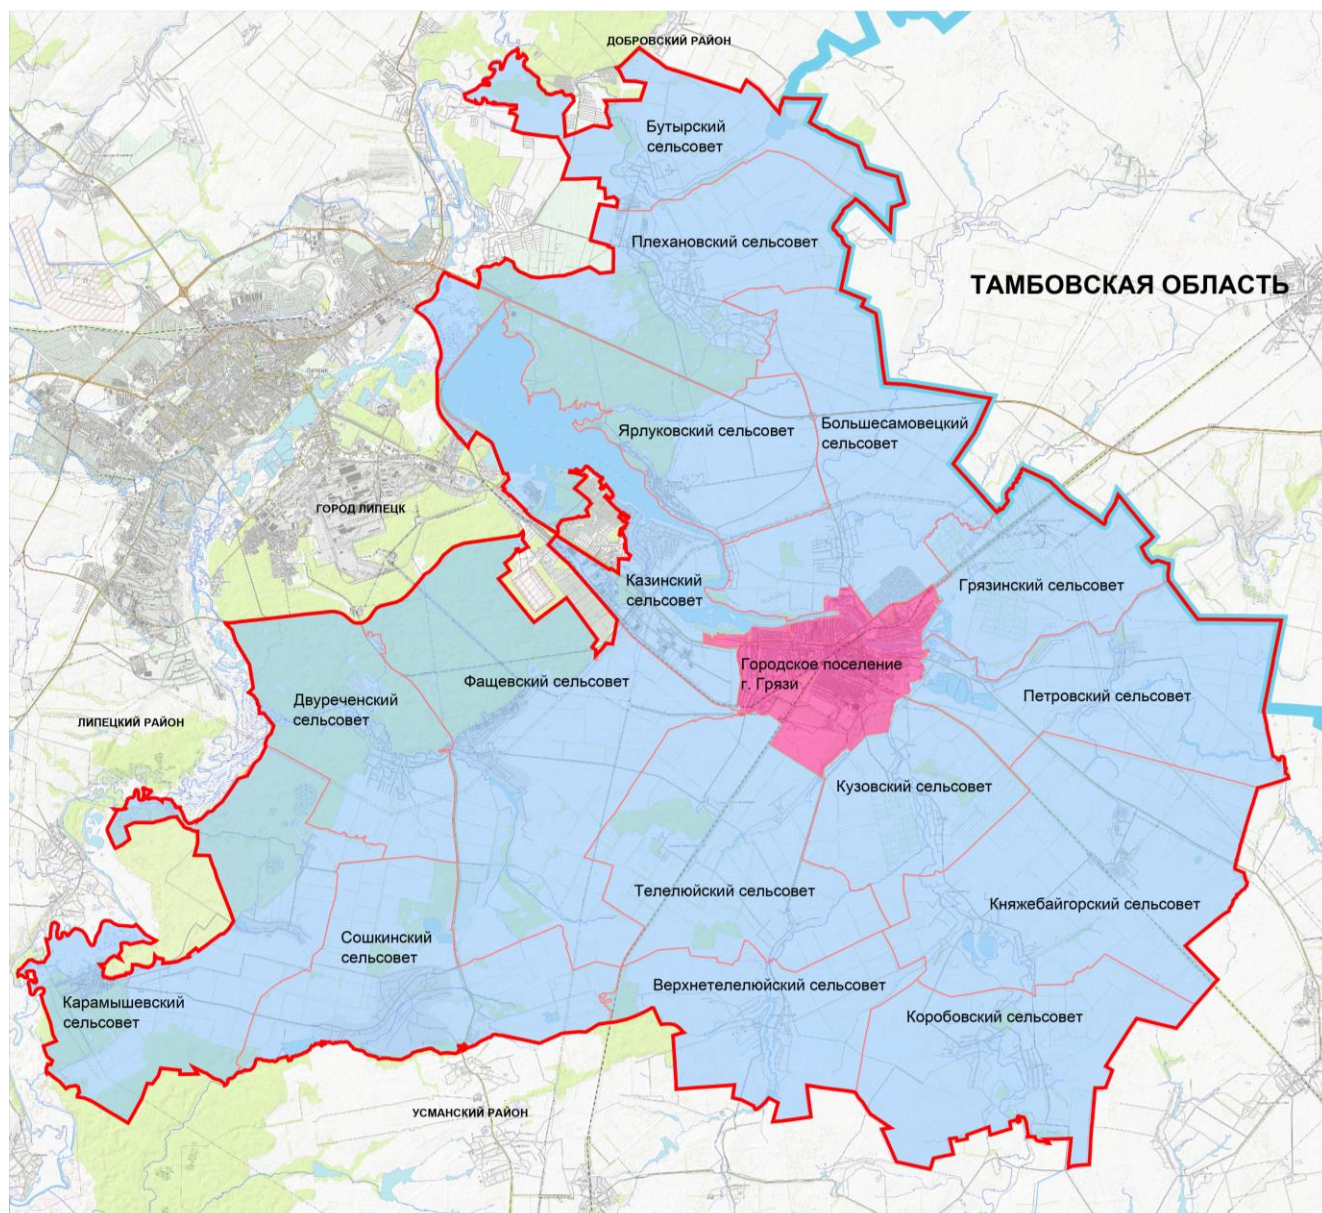 ДОБРОВСКИЙ РАЙОН
Бутырский
сельсовет
Плехановский сельсовет
ТАМБОВСКАЯ ОБЛАСТЬ
Липецк
Ярлуковский сельсовет
Большесамовецкий
сельсовет
ГОРОД ЛИПЕЦК
Казинский
сельсовет
Грязинский сельсовет
Городское поселение
г. Грязи
Фащевский сельсовет
Двуреченский
сельсовет
Петровский сельсовет
ЛИПЕЦКИЙ РАЙОН
Кузовский сельсовет
Телелюйский сельсовет
Княжебайгорский сельсовет
Сошкинский
сельсовет
Верхнетелелюйский сельсовет
Карамышевский
сельсовет
Коробовский сельсовет
УСМАНСКИЙ РАЙОН